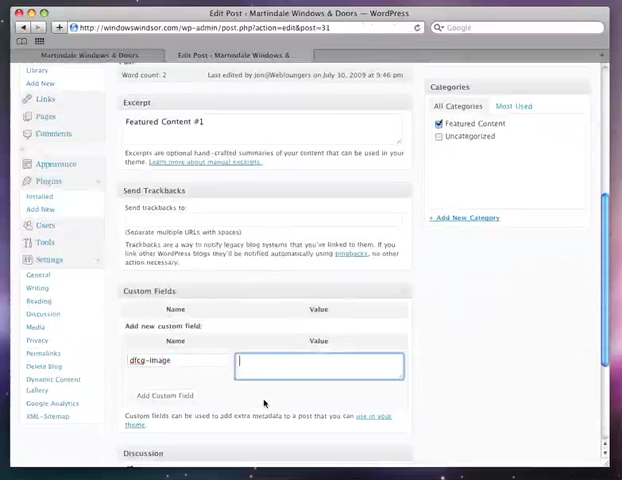 Edit Post ‹ Martindale Windows & Doors — WordPress
http://windowswindsor.com/wp-admin/post.php?action=edit&post=31
Google
Martindale Windows & Doors
Edit Post ‹ Martindale Windows &...
Library
Add New
Links
Pages
Comments
Appearance
Plugins
Installed
Add New
Users
Tools
Settings
General
Writing
Reading
Discussion
Media
Privacy
Permalinks
Delete Blog
Dynamic Content
Gallery
Google Analytics
XML-Sitemap
Word count: 2
Last edited by Jon@Webloungers on July 30, 2009 at 9:46 pm
Excerpt
Featured Content #1
Excerpts are optional hand-crafted summaries of your content that can be used in your
theme. Learn more about manual excerpts.
Send Trackbacks
Send trackbacks to:
(Separate multiple URLs with spaces)
Trackbacks are a way to notify legacy blog systems that you've linked to them. If you
link other WordPress blogs they'll be notified automatically using pingbacks, no other
action necessary.
Custom Fields
Name Value
Add new custom field:
Name Value
dfcg-image
Add Custom Field
Custom fields can be used to add extra metadata to a post that you can use in your
theme.
Discussion
Categories
All Categories Most Used
Featured Content
Uncategorized
+ Add New Category